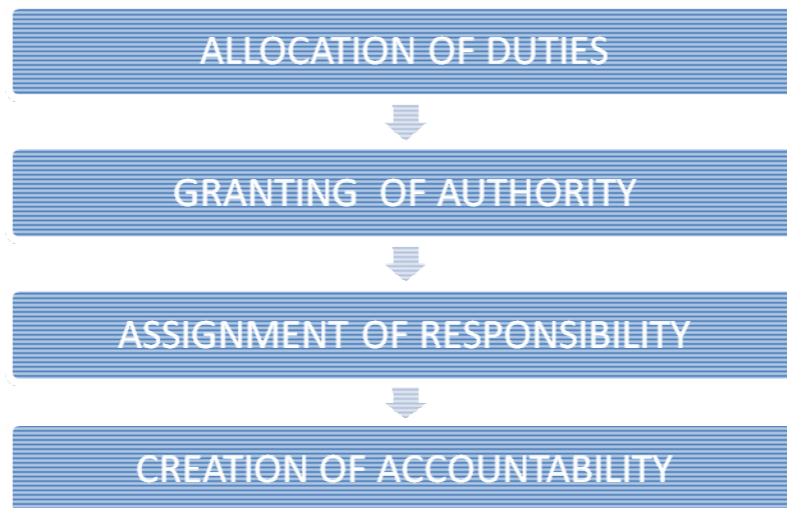 ALLOCATION OF DUTIES
GRANTING OF AUTHORITY
ASSIGNMENT OF RESPONSIBILITY
CREATION OF ACCOUNTABILITY